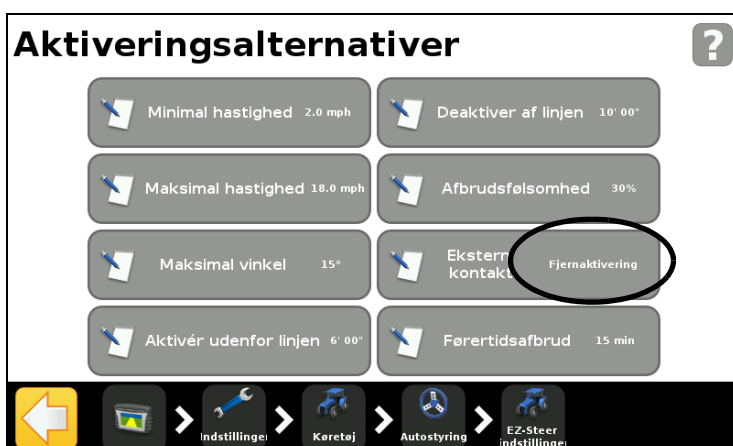 Aktiveringsalternativer
?
Minimal hastighed 2.0 mph
Deaktiver af linjen 10' 00"
Maksimal hastighed 18.0 mph
Afbrudsfølsomhed 30%
Maksimal vinkel 15°
Ekstern
kontakt
Fjernaktivering
Aktivér udenfor linjen 6' 00"
Førertidsafbrud 15 min
Indstillinger
Køretøj
Autostyring
EZ-Steer
indstillinger